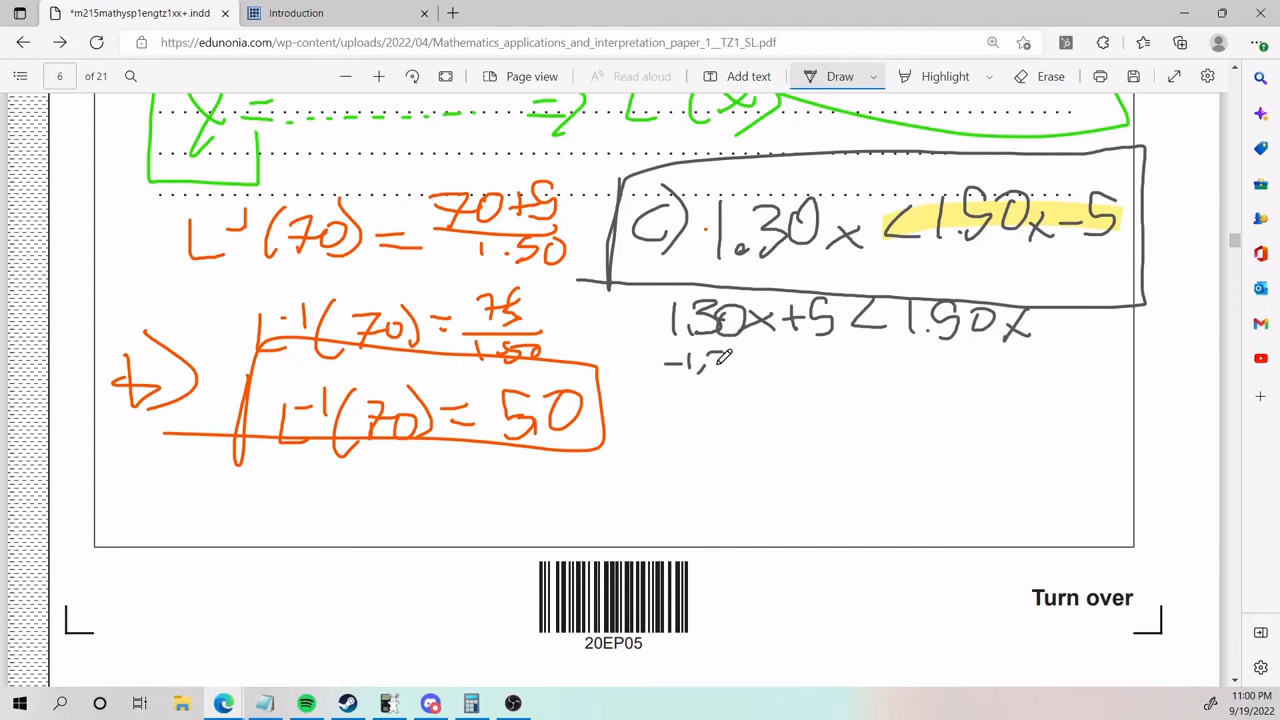 *m215mathysp1engtz1xx+.indd
Introduction
https://edunonia.com/wp-content/uploads/2022/04/Mathematics_applications_and_interpretation_paper_1__TZ1_SL.pdf
6 of 21
Page view
Read aloud
Add text
Draw
Highlight
Erase
y = ................... => L (x)
L⁻¹(70) = 70+5 / 1.50
L⁻¹(70) = 75 / 1.50
b) L⁻¹(70) = 50
c) 1.30x < 1.50x - 5
1.30x + 5 < 1.50x
-1,
20EP05
Turn over
11:00 PM
9/19/2022